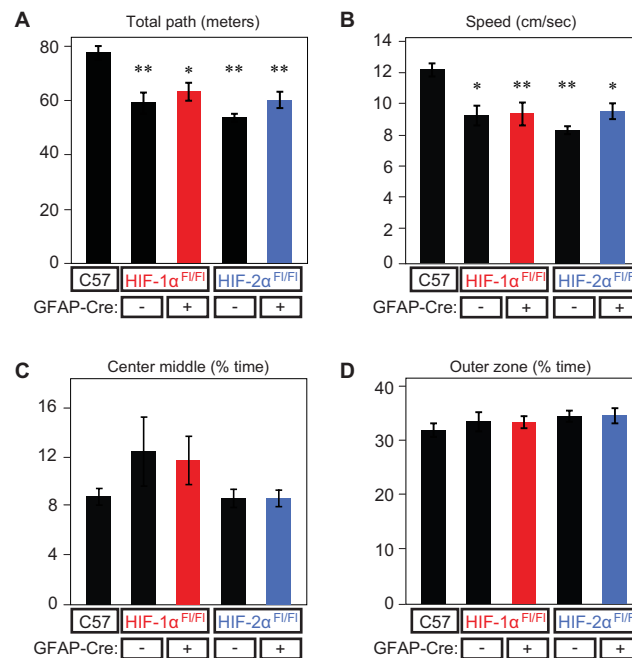 A
Total path (meters)
80
60
40
20
0
** * ** **
C57 HIF-1α Fl/Fl HIF-2α Fl/Fl
GFAP-Cre: - + - +
B
Speed (cm/sec)
14
12
10
8
6
4
2
0
* ** ** *
C57 HIF-1α Fl/Fl HIF-2α Fl/Fl
GFAP-Cre: - + - +
C
Center middle (% time)
16
12
8
4
0
C57 HIF-1α Fl/Fl HIF-2α Fl/Fl
GFAP-Cre: - + - +
D
Outer zone (% time)
40
30
20
10
0
C57 HIF-1α Fl/Fl HIF-2α Fl/Fl
GFAP-Cre: - + - +